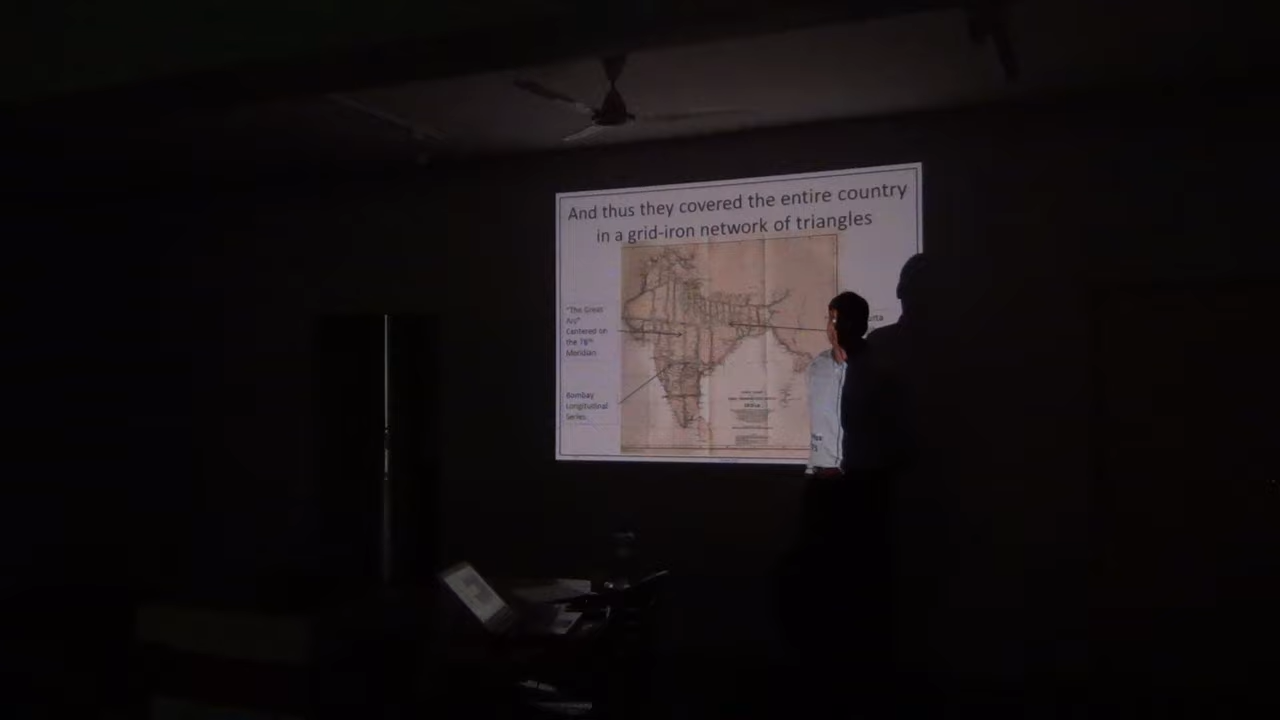 And thus they covered the entire country
in a grid-iron network of triangles
"The Great
Arc"
Centered on
the 78th
Meridian
Bombay
Longitudinal
Series